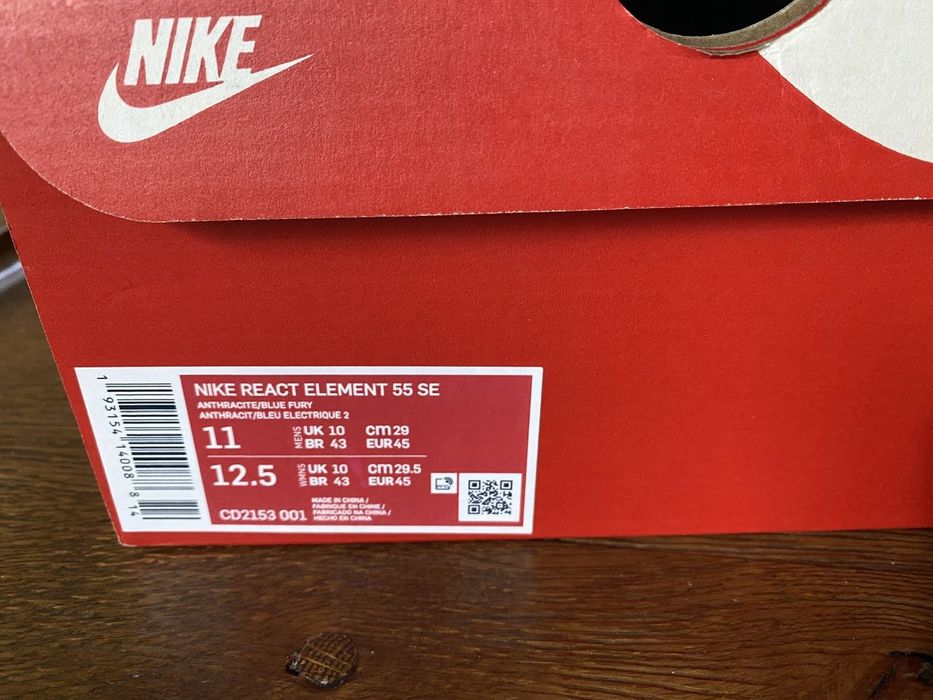 NIKE
NIKE REACT ELEMENT 55 SE
ANTHRACITE/BLUE FURY
ANTHRACIT/BLEU ELECTRIQUE 2
11 MENS UK 10 cm 29
BR 43 EUR 45
12.5 WMNS UK 10 cm 29.5
BR 43 EUR 45
CD2153 001
MADE IN CHINA /
FABRIQUE EN CHINE /
FABRICADO NA CHINA /
HECHO EN CHINA
1 93154 14008 8 14